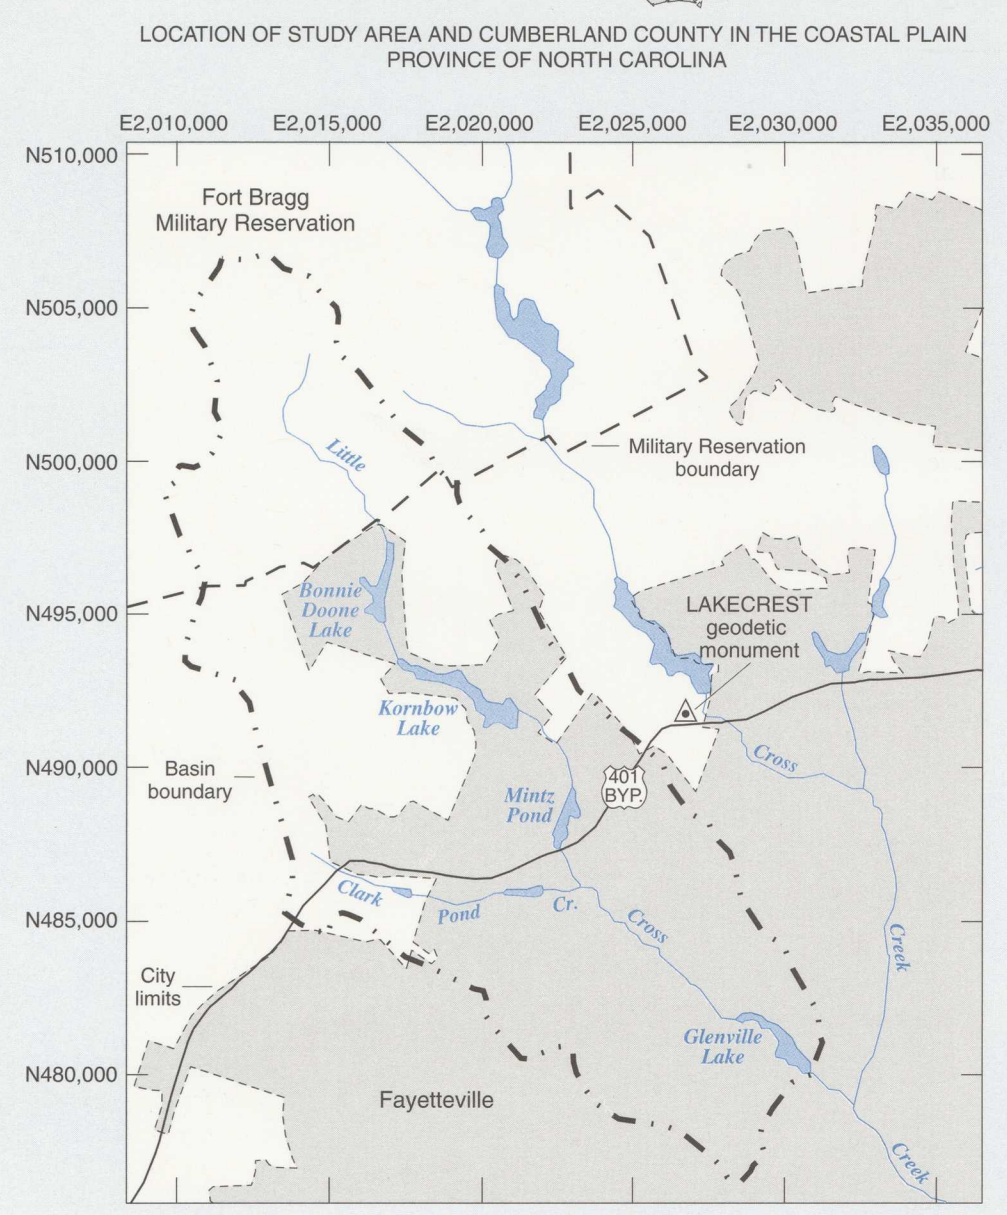 LOCATION OF STUDY AREA AND CUMBERLAND COUNTY IN THE COASTAL PLAIN
PROVINCE OF NORTH CAROLINA
E2,010,000 E2,015,000 E2,020,000 E2,025,000 E2,030,000 E2,035,000
N510,000
Fort Bragg
Military Reservation
N505,000
N500,000
Little
Military Reservation
boundary
N495,000
Bonnie
Doone
Lake
LAKECREST
geodetic
monument
Kornbow
Lake
Cross
N490,000
Basin
boundary
401
BYP.
Mintz
Pond
Clark
Pond
Cr.
N485,000
Cross
Creek
City
limits
Glenville
Lake
N480,000
Fayetteville
Creek